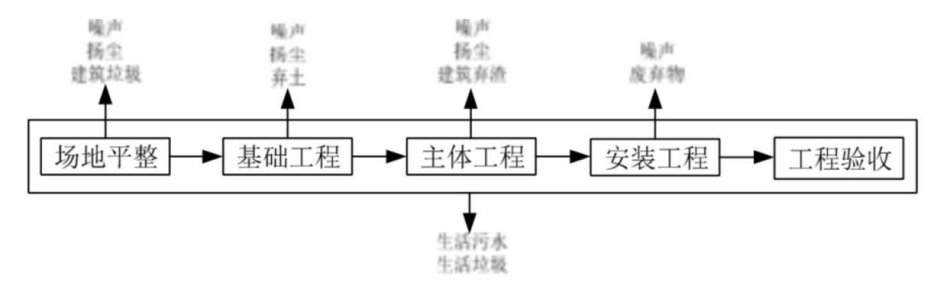 噪声
扬尘
建筑垃圾
噪声
扬尘
弃土
噪声
扬尘
建筑弃渣
噪声
废弃物
场地平整
基础工程
主体工程
安装工程
工程验收
生活污水
生活垃圾